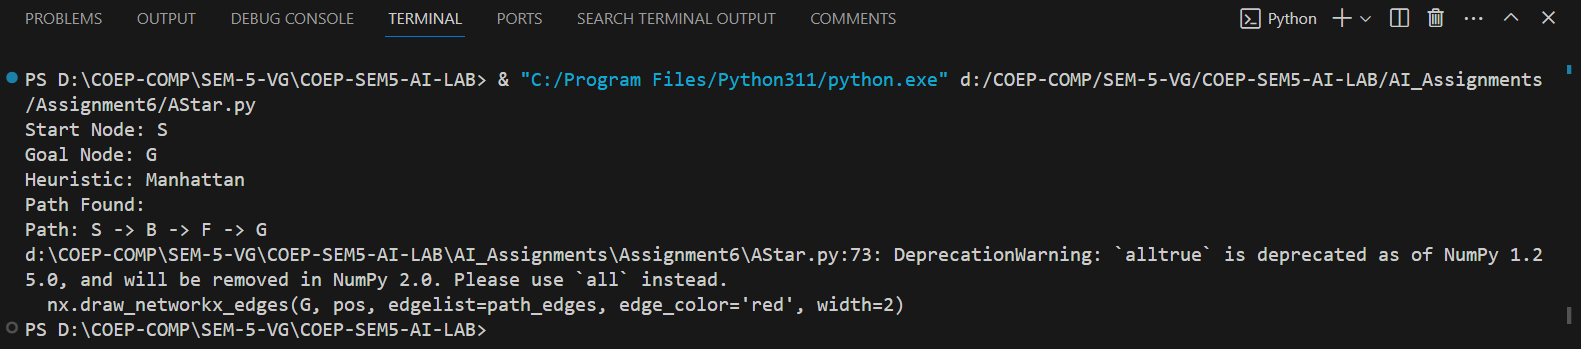 PROBLEMS OUTPUT DEBUG CONSOLE TERMINAL PORTS SEARCH TERMINAL OUTPUT COMMENTS Python
PS D:\COEP-COMP\SEM-5-VG\COEP-SEM5-AI-LAB> & "C:/Program Files/Python311/python.exe" d:/COEP-COMP/SEM-5-VG/COEP-SEM5-AI-LAB/AI_Assignments
/Assignment6/AStar.py
Start Node: S
Goal Node: G
Heuristic: Manhattan
Path Found:
Path: S -> B -> F -> G
d:\COEP-COMP\SEM-5-VG\COEP-SEM5-AI-LAB\AI_Assignments\Assignment6\AStar.py:73: DeprecationWarning: `alltrue` is deprecated as of NumPy 1.2
5.0, and will be removed in NumPy 2.0. Please use `all` instead.
  nx.draw_networkx_edges(G, pos, edgelist=path_edges, edge_color='red', width=2)
PS D:\COEP-COMP\SEM-5-VG\COEP-SEM5-AI-LAB>